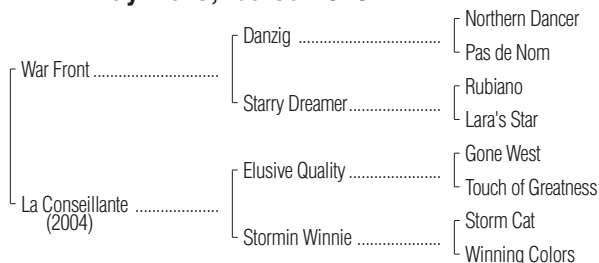 Northern Dancer
Danzig ......................
Pas de Nom
War Front ...................
Rubiano
Starry Dreamer ..............
Lara's Star
Gone West
Elusive Quality .............
Touch of Greatness
La Conseillante .............
(2004)
Storm Cat
Stormin Winnie ..............
Winning Colors